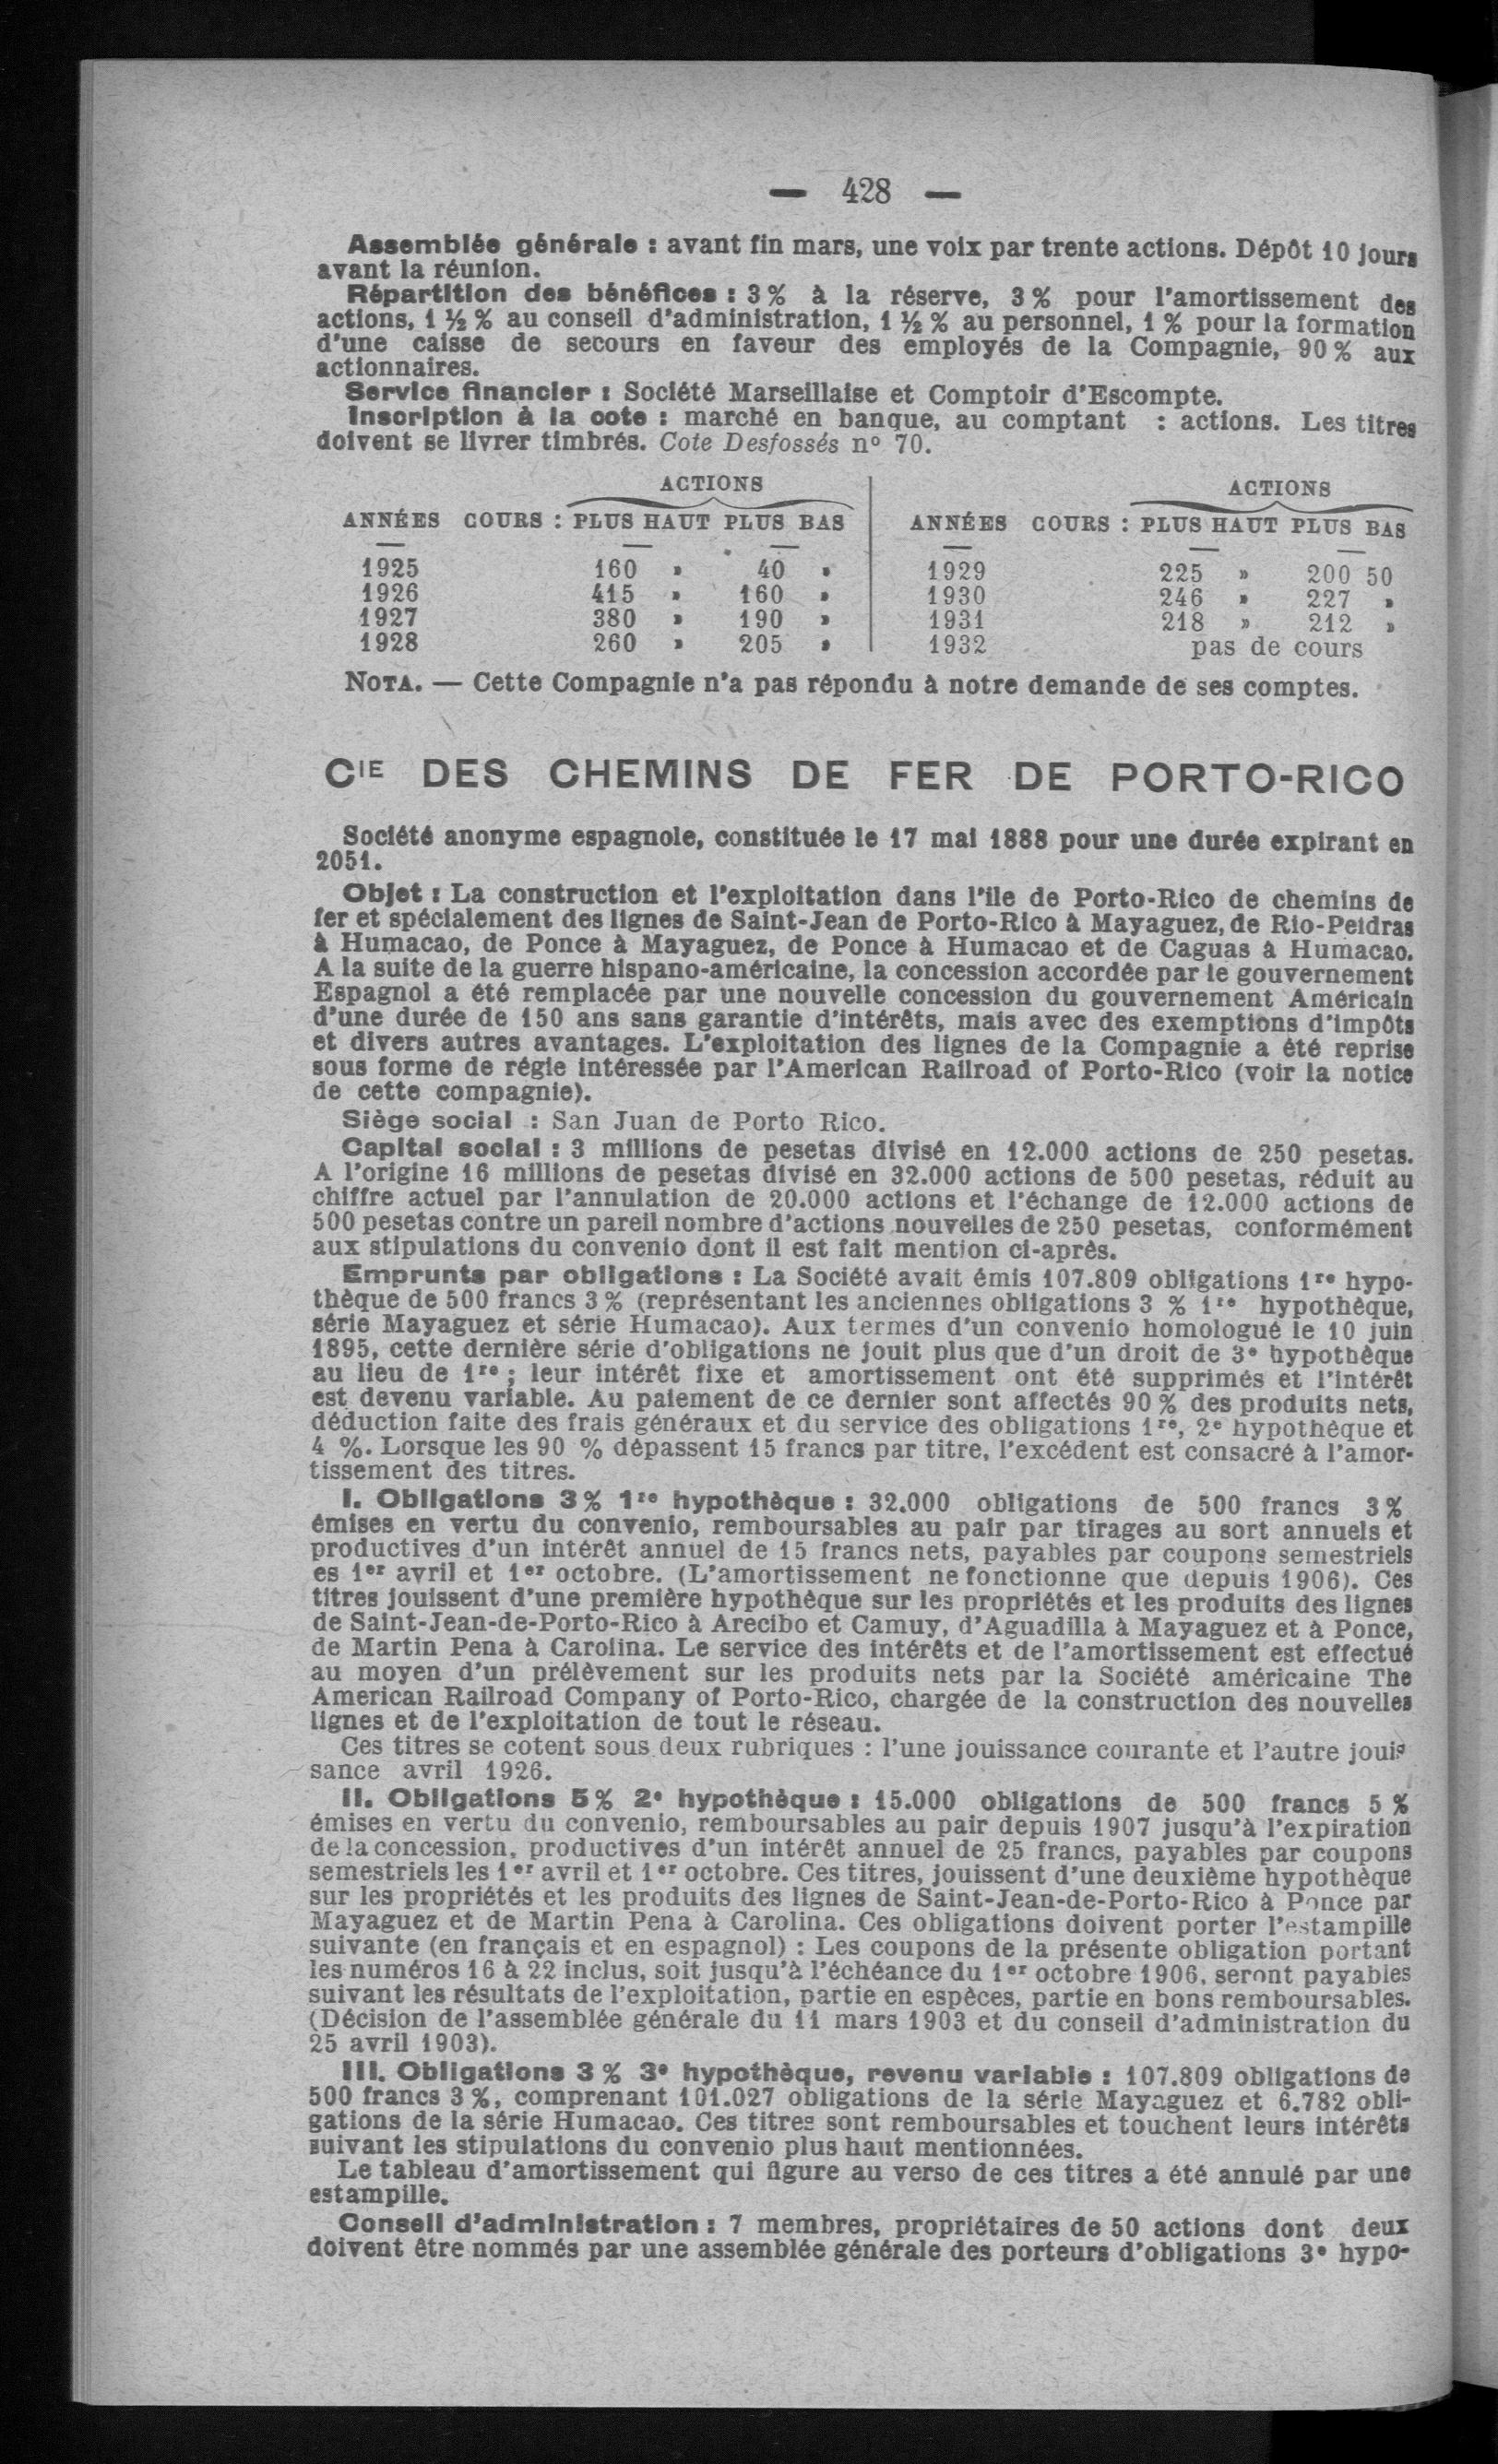 — 428 —
Assemblée générale : avant fin mars, une voix par trente actions. Dépôt 10 jours
avant la réunion.
Répartition des bénéfices : 3 % à la réserve, 3 % pour l'amortissement des
actions, 1 ½ % au conseil d'administration, 1 ½ % au personnel, 1 % pour la formation
d'une caisse de secours en faveur des employés de la Compagnie, 90 % aux
actionnaires.
Service financier : Société Marseillaise et Comptoir d'Escompte.
Inscription à la cote : marché en banque, au comptant : actions. Les titres
doivent se livrer timbrés. Cote Desfossés nº 70.
ACTIONS ACTIONS
ANNÉES COURS : PLUS HAUT PLUS BAS ANNÉES COURS : PLUS HAUT PLUS BAS
1925 160 » 40 » 1929 225 » 200 50
1926 415 » 160 » 1930 246 » 227 »
1927 380 » 190 » 1931 218 » 212 »
1928 260 » 205 » 1932 pas de cours
NOTA. — Cette Compagnie n'a pas répondu à notre demande de ses comptes.
CIE DES CHEMINS DE FER DE PORTO-RICO
Société anonyme espagnole, constituée le 17 mai 1888 pour une durée expirant en
2051.
Objet : La construction et l'exploitation dans l'ile de Porto-Rico de chemins de
fer et spécialement des lignes de Saint-Jean de Porto-Rico à Mayaguez, de Rio-Peidras
à Humacao, de Ponce à Mayaguez, de Ponce à Humacao et de Caguas à Humacao.
A la suite de la guerre hispano-américaine, la concession accordée par le gouvernement
Espagnol a été remplacée par une nouvelle concession du gouvernement Américain
d'une durée de 150 ans sans garantie d'intérêts, mais avec des exemptions d'impôts
et divers autres avantages. L'exploitation des lignes de la Compagnie a été reprise
sous forme de régie intéressée par l'American Railroad of Porto-Rico (voir la notice
de cette compagnie).
Siège social : San Juan de Porto Rico.
Capital social : 3 millions de pesetas divisé en 12.000 actions de 250 pesetas.
A l'origine 16 millions de pesetas divisé en 32.000 actions de 500 pesetas, réduit au
chiffre actuel par l'annulation de 20.000 actions et l'échange de 12.000 actions de
500 pesetas contre un pareil nombre d'actions nouvelles de 250 pesetas, conformément
aux stipulations du convenio dont il est fait mention ci-après.
Emprunts par obligations : La Société avait émis 107.809 obligations 1re hypo-
thèque de 500 francs 3 % (représentant les anciennes obligations 3 % 1re hypothèque,
série Mayaguez et série Humacao). Aux termes d'un convenio homologué le 10 juin
1895, cette dernière série d'obligations ne jouit plus que d'un droit de 3e hypothèque
au lieu de 1re ; leur intérêt fixe et amortissement ont été supprimés et l'intérêt
est devenu variable. Au paiement de ce dernier sont affectés 90 % des produits nets,
déduction faite des frais généraux et du service des obligations 1re, 2e hypothèque et
4 %. Lorsque les 90 % dépassent 15 francs par titre, l'excédent est consacré à l'amor-
tissement des titres.
I. Obligations 3 % 1re hypothèque : 32.000 obligations de 500 francs 3 %
émises en vertu du convenio, remboursables au pair par tirages au sort annuels et
productives d'un intérêt annuel de 15 francs nets, payables par coupons semestriels
es 1er avril et 1er octobre. (L'amortissement ne fonctionne que depuis 1906). Ces
titres jouissent d'une première hypothèque sur les propriétés et les produits des lignes
de Saint-Jean-de-Porto-Rico à Arecibo et Camuy, d'Aguadilla à Mayaguez et à Ponce,
de Martin Pena à Carolina. Le service des intérêts et de l'amortissement est effectué
au moyen d'un prélèvement sur les produits nets par la Société américaine The
American Railroad Company of Porto-Rico, chargée de la construction des nouvelles
lignes et de l'exploitation de tout le réseau.
Ces titres se cotent sous deux rubriques : l'une jouissance courante et l'autre jouis
sance avril 1926.
II. Obligations 5 % 2e hypothèque : 15.000 obligations de 500 francs 5 %
émises en vertu du convenio, remboursables au pair depuis 1907 jusqu'à l'expiration
de la concession, productives d'un intérêt annuel de 25 francs, payables par coupons
semestriels les 1er avril et 1er octobre. Ces titres, jouissent d'une deuxième hypothèque
sur les propriétés et les produits des lignes de Saint-Jean-de-Porto-Rico à Ponce par
Mayaguez et de Martin Pena à Carolina. Ces obligations doivent porter l'estampille
suivante (en français et en espagnol) : Les coupons de la présente obligation portant
les numéros 16 à 22 inclus, soit jusqu'à l'échéance du 1er octobre 1906, seront payables
suivant les résultats de l'exploitation, partie en espèces, partie en bons remboursables.
(Décision de l'assemblée générale du 11 mars 1903 et du conseil d'administration du
25 avril 1903).
III. Obligations 3 % 3e hypothèque, revenu variable : 107.809 obligations de
500 francs 3 %, comprenant 101.027 obligations de la série Mayaguez et 6.782 obli-
gations de la série Humacao. Ces titres sont remboursables et touchent leurs intérêts
suivant les stipulations du convenio plus haut mentionnées.
Le tableau d'amortissement qui figure au verso de ces titres a été annulé par une
estampille.
Conseil d'administration : 7 membres, propriétaires de 50 actions dont deux
doivent être nommés par une assemblée générale des porteurs d'obligations 3e hypo-